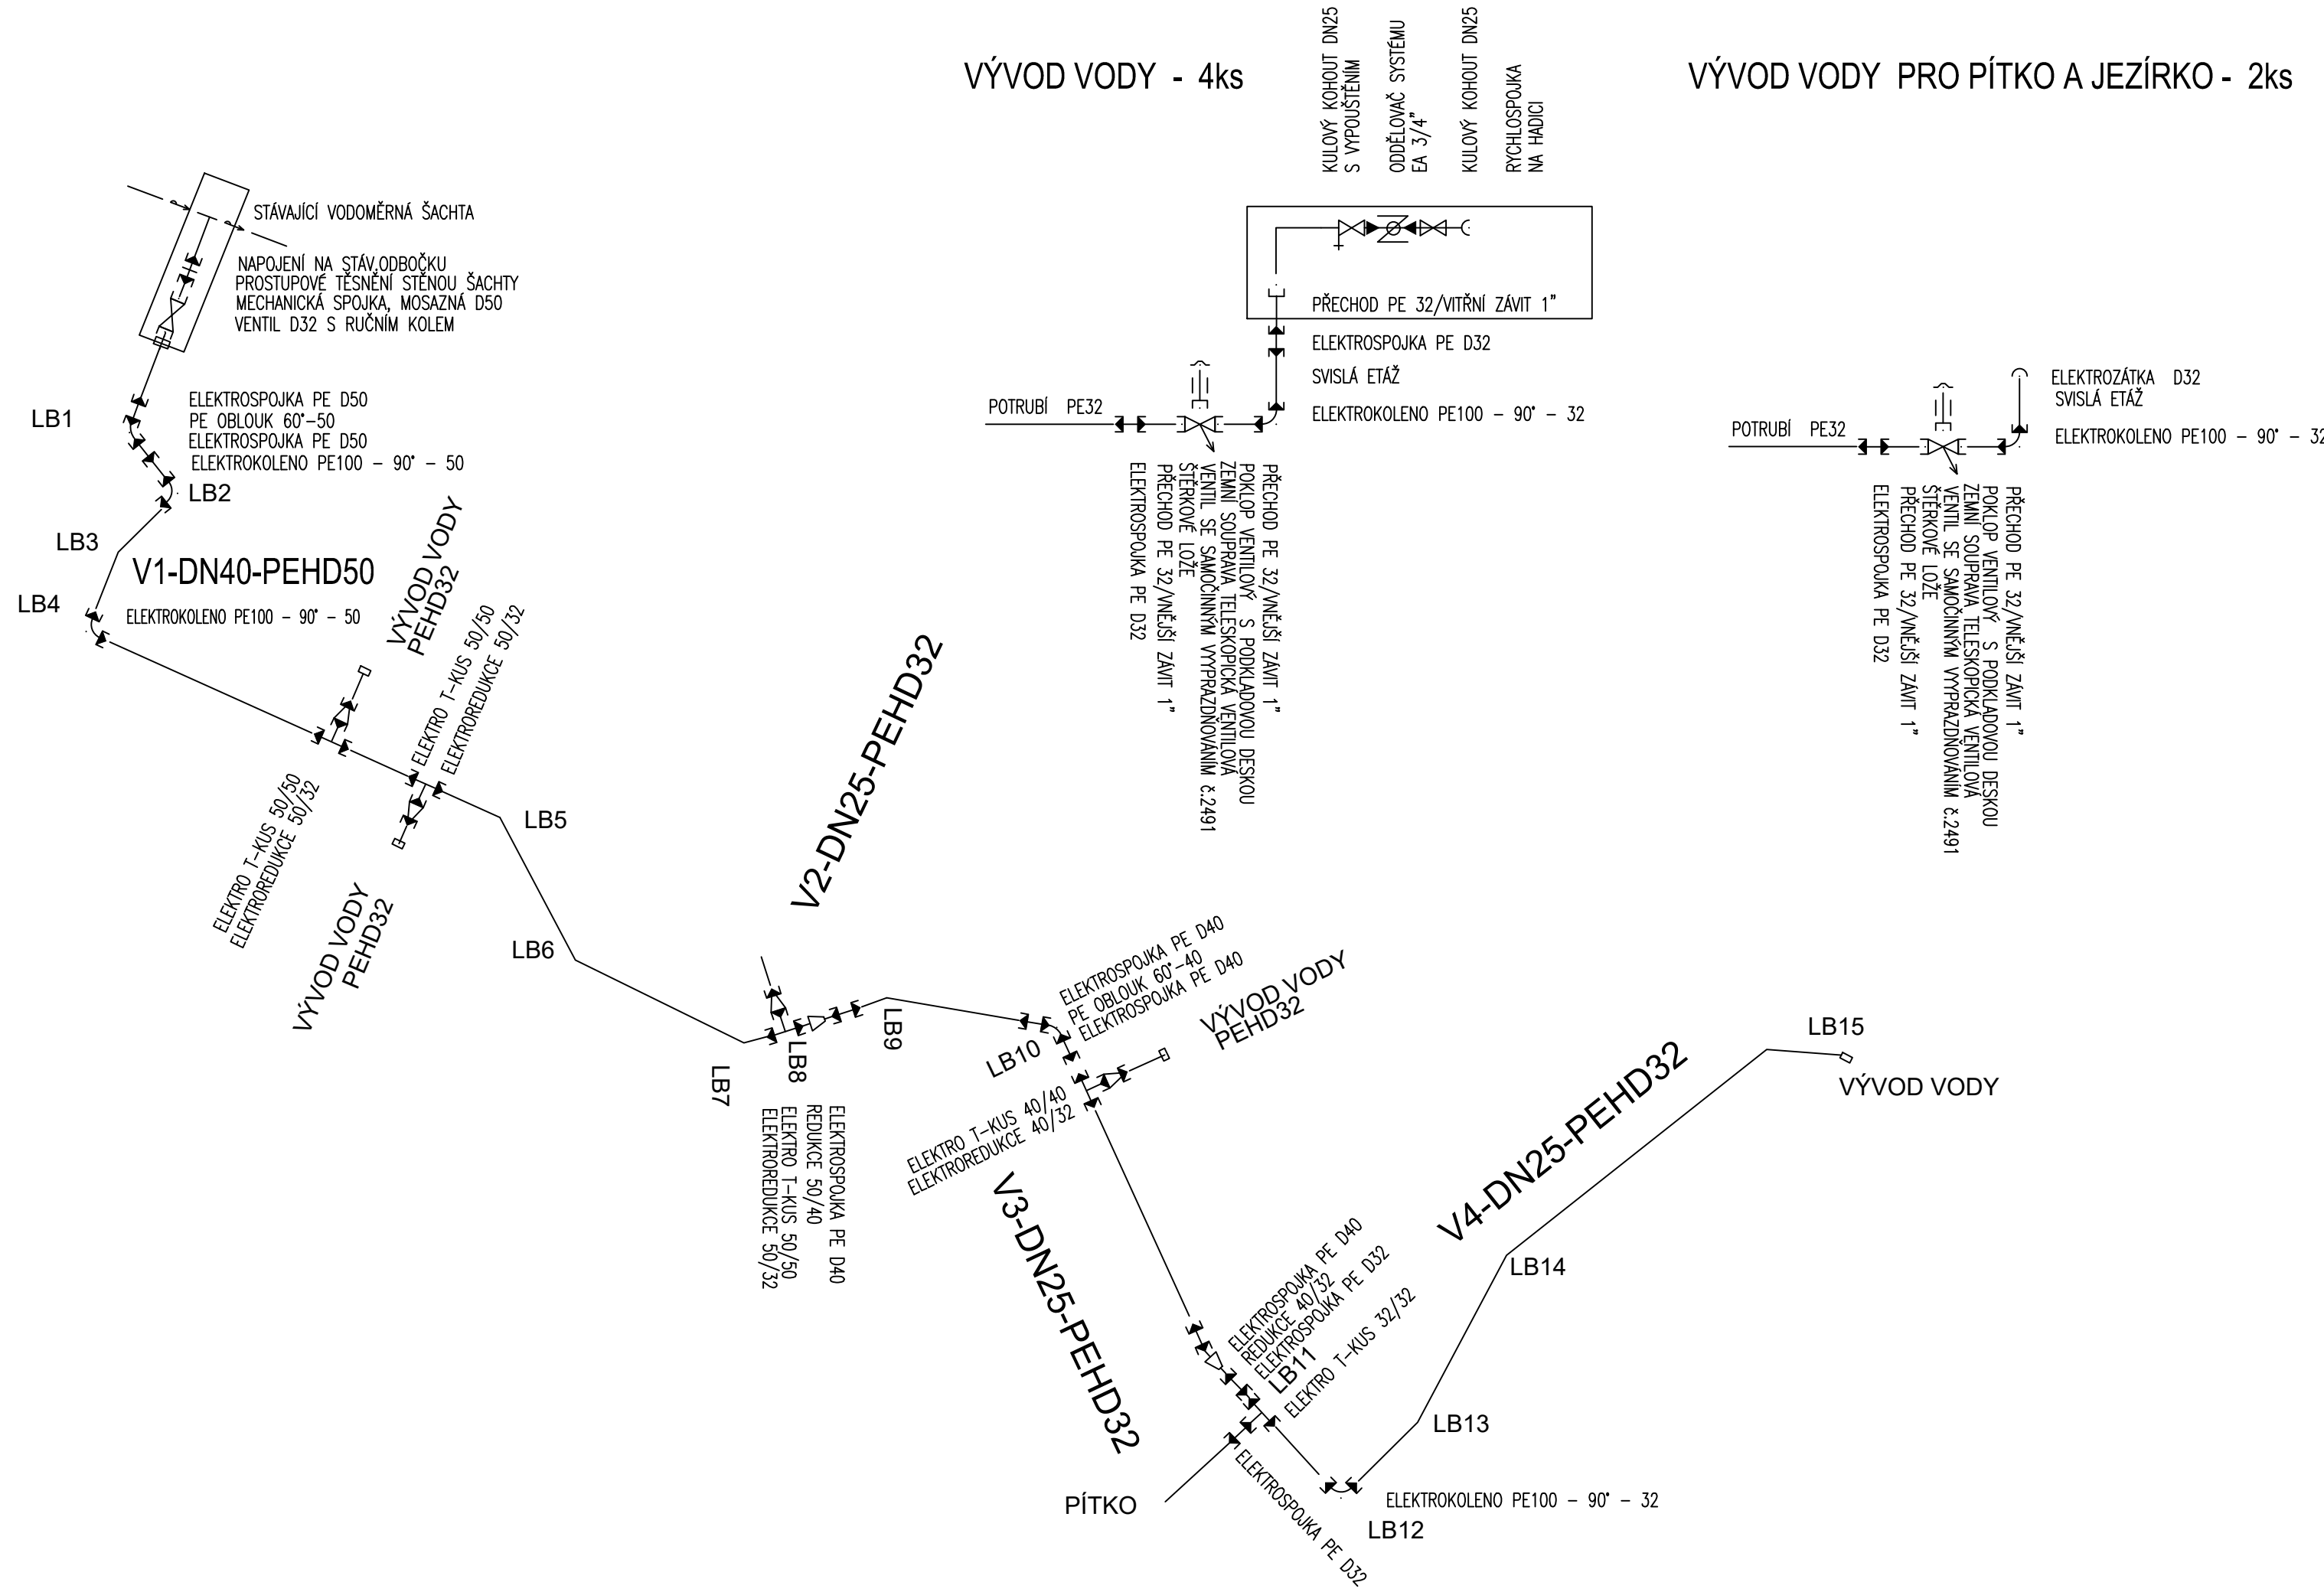 VÝVOD VODY - 4ks
VÝVOD VODY PRO PÍTKO A JEZÍRKO - 2ks
KULOVÝ KOHOUT DN25
S VYPOUŠTĚNÍM
ODDĚLOVAČ SYSTÉMU
EA 3/4"
KULOVÝ KOHOUT DN25
RYCHLOSPOJKA
NA HADICI
STÁVAJÍCÍ VODOMĚRNÁ ŠACHTA
NAPOJENÍ NA STÁV.ODBOČKU
PROSTUPOVÉ TĚSNĚNÍ STĚNOU ŠACHTY
MECHANICKÁ SPOJKA, MOSAZNÁ D50
VENTIL D32 S RUČNÍM KOLEM
PŘECHOD PE 32/VITŘNÍ ZÁVIT 1"
ELEKTROSPOJKA PE D32
SVISLÁ ETÁŽ
ELEKTROKOLENO PE100 - 90° - 32
POTRUBÍ PE32
ELEKTROSPOJKA PE D32
PŘECHOD PE 32/VNĚJŠÍ ZÁVIT 1"
ŠTĚRKOVÉ LOŽE
VENTIL SE SAMOČINNÝM VYYPRAZDŇOVÁNÍM č.2491
ZEMNÍ SOUPRAVA TELESKOPICKÁ VENTILOVÁ
POKLOP VENTILOVÝ S PODKLADOVOU DESKOU
PŘECHOD PE 32/VNĚJŠÍ ZÁVIT 1"
ELEKTROZÁTKA D32
SVISLÁ ETÁŽ
ELEKTROKOLENO PE100 - 90° - 32
POTRUBÍ PE32
ELEKTROSPOJKA PE D32
PŘECHOD PE 32/VNĚJŠÍ ZÁVIT 1"
ŠTĚRKOVÉ LOŽE
VENTIL SE SAMOČINNÝM VYYPRAZDŇOVÁNÍM č.2491
ZEMNÍ SOUPRAVA TELESKOPICKÁ VENTILOVÁ
POKLOP VENTILOVÝ S PODKLADOVOU DESKOU
PŘECHOD PE 32/VNĚJŠÍ ZÁVIT 1"
LB1
ELEKTROSPOJKA PE D50
PE OBLOUK 60°-50
ELEKTROSPOJKA PE D50
ELEKTROKOLENO PE100 - 90° - 50
LB2
LB3
V1-DN40-PEHD50
LB4
ELEKTROKOLENO PE100 - 90° - 50
VÝVOD VODY
PEHD32
ELEKTRO T-KUS 50/50
ELEKTROREDUKCE 50/32
ELEKTRO T-KUS 50/50
ELEKTROREDUKCE 50/32
VÝVOD VODY
PEHD32
LB5
LB6
V2-DN25-PEHD32
LB7
LB8
LB9
ELEKTROSPOJKA PE D40
REDUKCE 50/40
ELEKTRO T-KUS 50/50
ELEKTROREDUKCE 50/32
LB10
ELEKTROSPOJKA PE D40
PE OBLOUK 60°-40
ELEKTROSPOJKA PE D40
VÝVOD VODY
PEHD32
ELEKTRO T-KUS 40/40
ELEKTROREDUKCE 40/32
V3-DN25-PEHD32
V4-DN25-PEHD32
ELEKTROSPOJKA PE D40
REDUKCE 40/32
ELEKTROSPOJKA PE D32
LB11
ELEKTRO T-KUS 32/32
PÍTKO
ELEKTROSPOJKA PE D32
LB12
ELEKTROKOLENO PE100 - 90° - 32
LB13
LB14
LB15
VÝVOD VODY